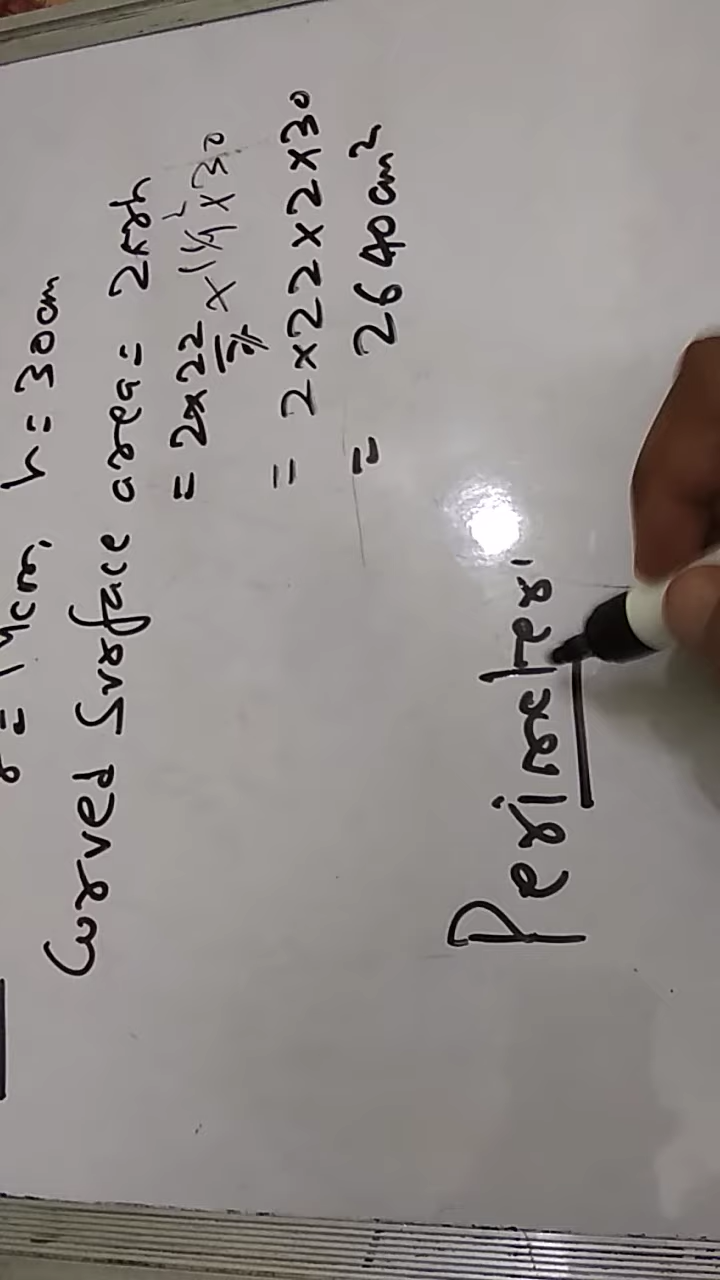 r = 14cm, h = 30cm
Curved Surface area = 2πrh
= 2×22/7 × 14 × 30
= 2×22×2×30
= 2640cm²
Perimeter